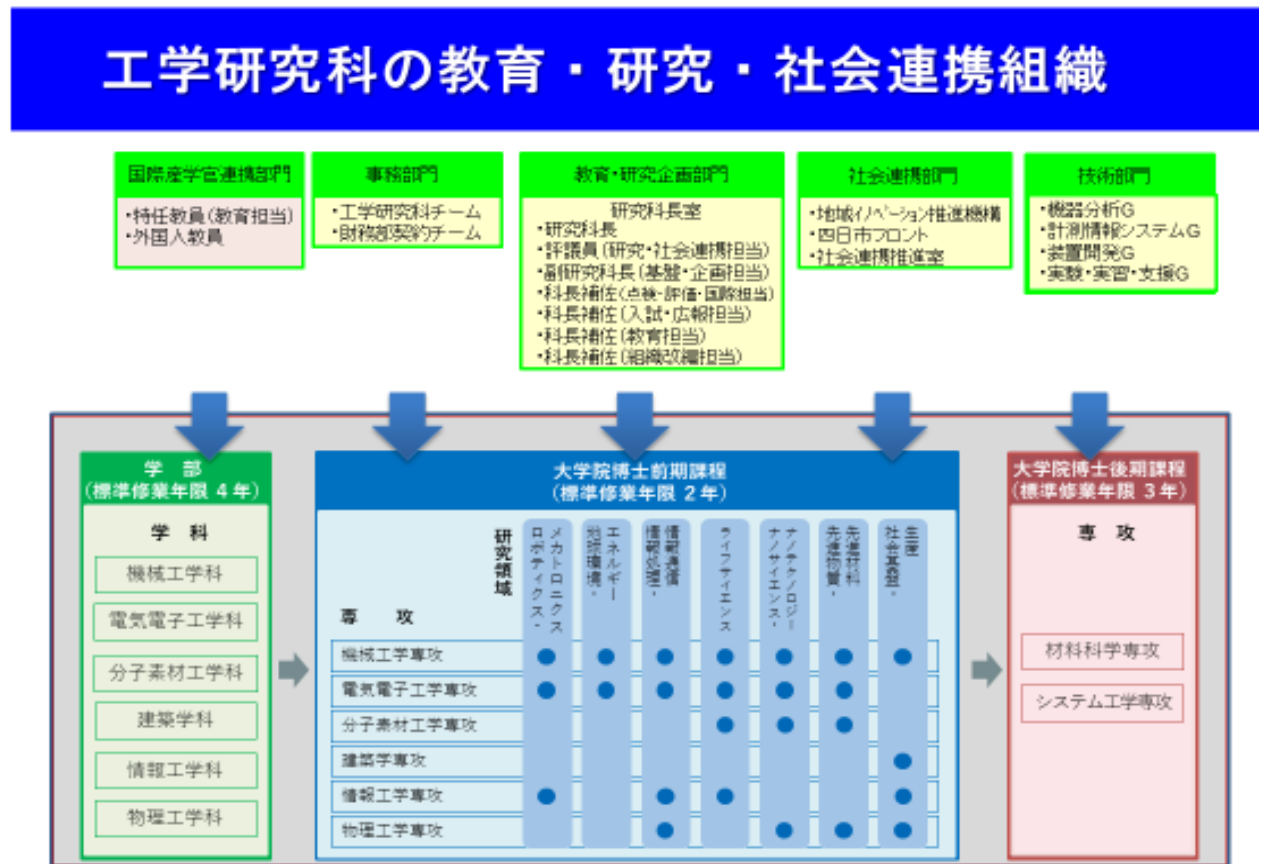 工学研究科の教育・研究・社会連携組織
国際産学官連携部門
・特任教員(教育担当)
・外国人教員
事務部門
・工学研究科チーム
・財務部契約チーム
教育・研究企画部門
研究科長室
・研究科長
・評議員(研究・社会連携担当)
・副研究科長(基盤・企画担当)
・科長補佐(点検・評価・国際担当)
・科長補佐(入試・広報担当)
・科長補佐(教育担当)
・科長補佐(組織改編担当)
社会連携部門
・地域イノベーション推進機構
・四日市フロント
・社会連携推進室
技術部門
・機器分析G
・計測情報システムG
・装置開発G
・実験・実習・支援G
学 部
(標準修業年限 4 年)
学 科
機械工学科
電気電子工学科
分子素材工学科
建築学科
情報工学科
物理工学科
大学院博士前期課程
(標準修業年限 2 年)
研究領域
専 攻
ロボティクス・
メカトロニクス
地球環境・
エネルギー
情報処理・
情報通信
ライフサイエンス
ナノサイエンス・
ナノテクノロジー
先進物質・
先進材料
社会基盤・
生産
機械工学専攻
電気電子工学専攻
分子素材工学専攻
建築学専攻
情報工学専攻
物理工学専攻
大学院博士後期課程
(標準修業年限 3 年)
専 攻
材料科学専攻
システム工学専攻